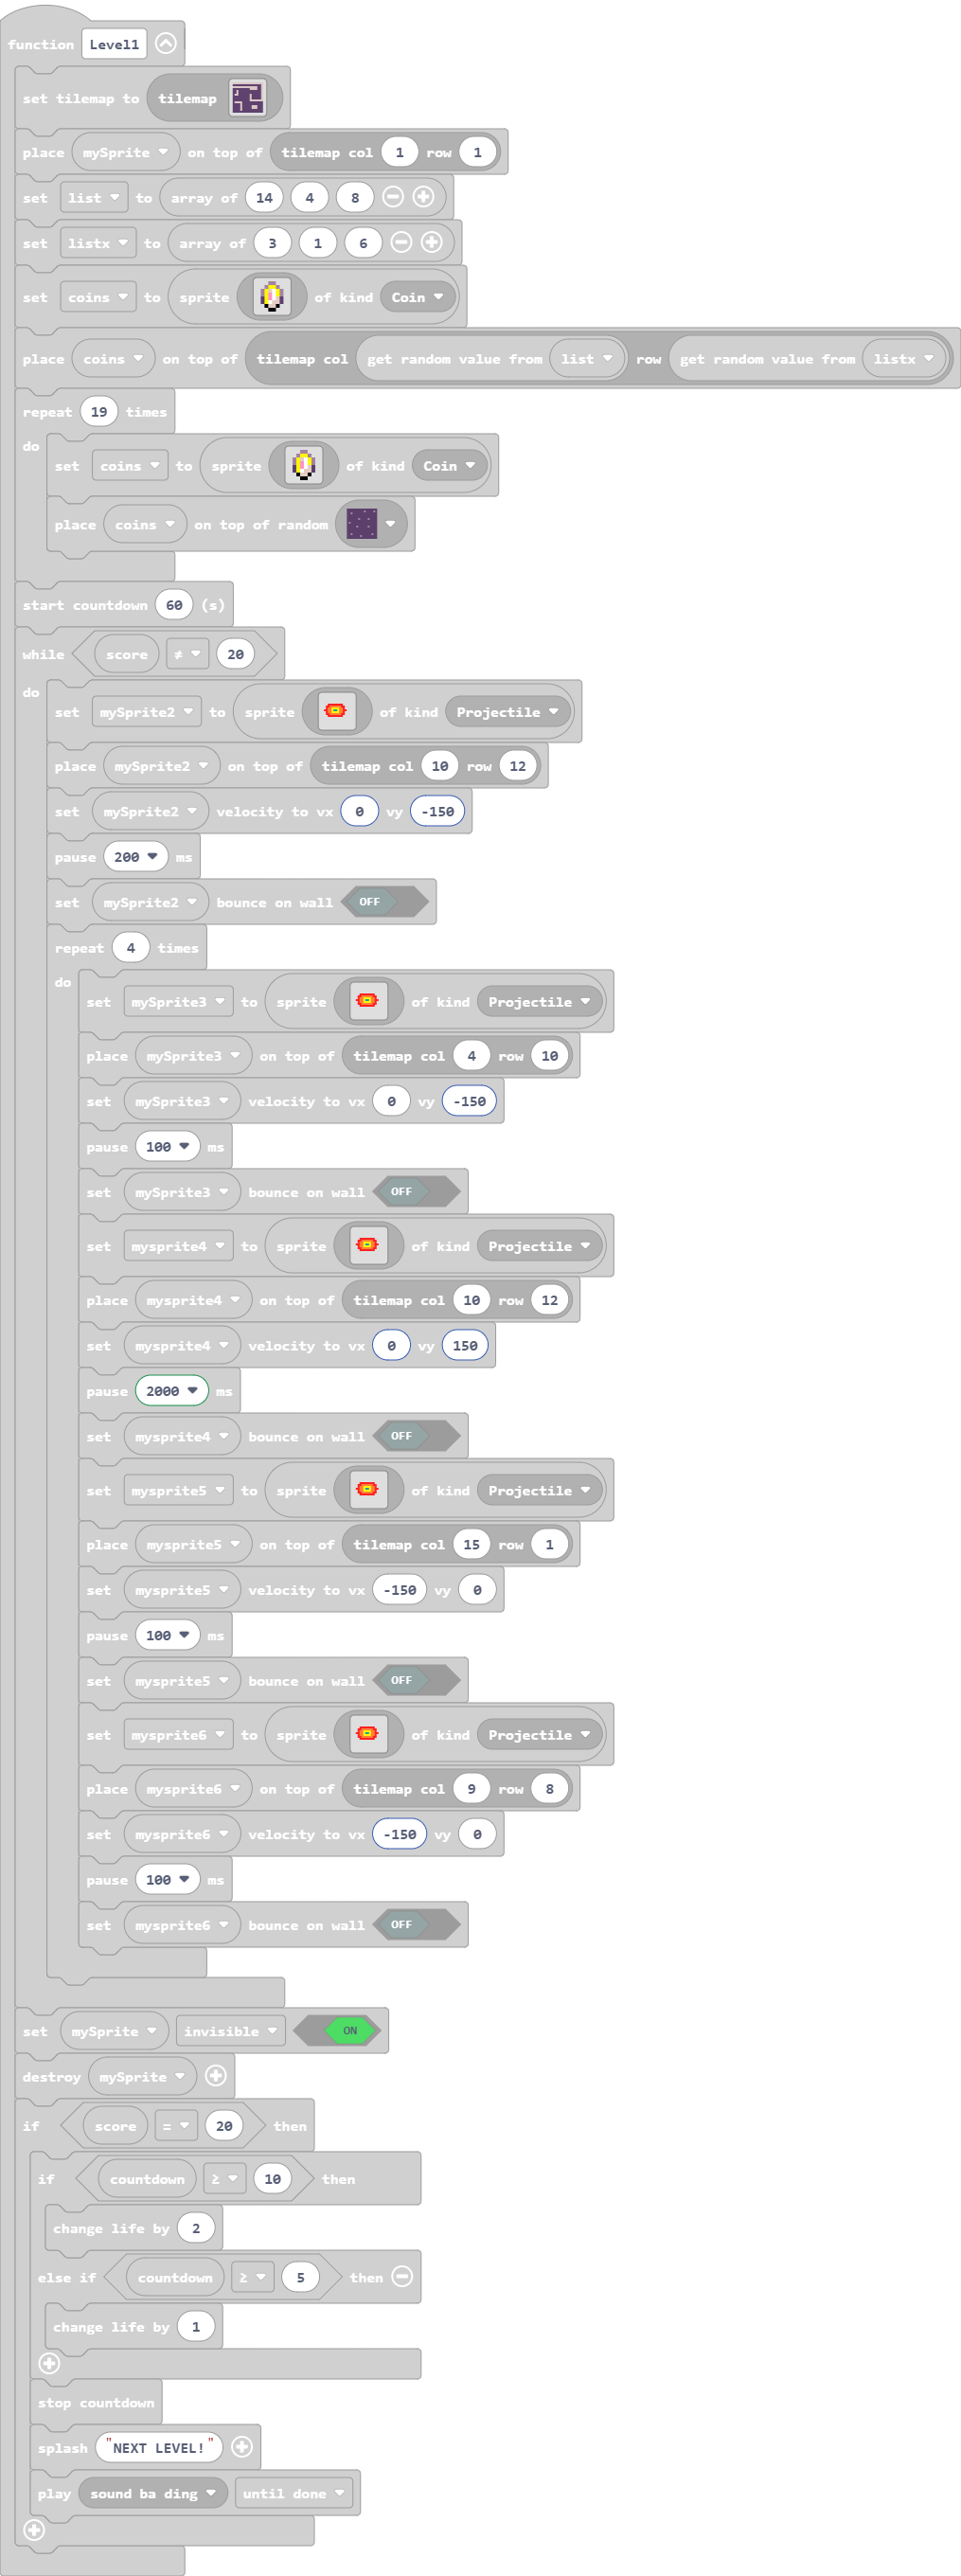 function Level1
set tilemap to tilemap
place mySprite on top of tilemap col 1 row 1
set list to array of 14 4 8
set listx to array of 3 1 6
set coins to sprite of kind Coin
place coins on top of tilemap col get random value from list row get random value from listx
repeat 19 times
do
set coins to sprite of kind Coin
place coins on top of random
start countdown 60 (s)
while score ≠ 20
do
set mySprite2 to sprite of kind Projectile
place mySprite2 on top of tilemap col 10 row 12
set mySprite2 velocity to vx 0 vy -150
pause 200 ms
set mySprite2 bounce on wall OFF
repeat 4 times
do
set mySprite3 to sprite of kind Projectile
place mySprite3 on top of tilemap col 4 row 10
set mySprite3 velocity to vx 0 vy -150
pause 100 ms
set mySprite3 bounce on wall OFF
set mysprite4 to sprite of kind Projectile
place mysprite4 on top of tilemap col 10 row 12
set mysprite4 velocity to vx 0 vy 150
pause 2000 ms
set mysprite4 bounce on wall OFF
set mysprite5 to sprite of kind Projectile
place mysprite5 on top of tilemap col 15 row 1
set mysprite5 velocity to vx -150 vy 0
pause 100 ms
set mysprite5 bounce on wall OFF
set mysprite6 to sprite of kind Projectile
place mysprite6 on top of tilemap col 9 row 8
set mysprite6 velocity to vx -150 vy 0
pause 100 ms
set mysprite6 bounce on wall OFF
set mySprite invisible ON
destroy mySprite
if score = 20 then
if countdown ≥ 10 then
change life by 2
else if countdown ≥ 5 then
change life by 1
stop countdown
splash "NEXT LEVEL!"
play sound ba ding until done